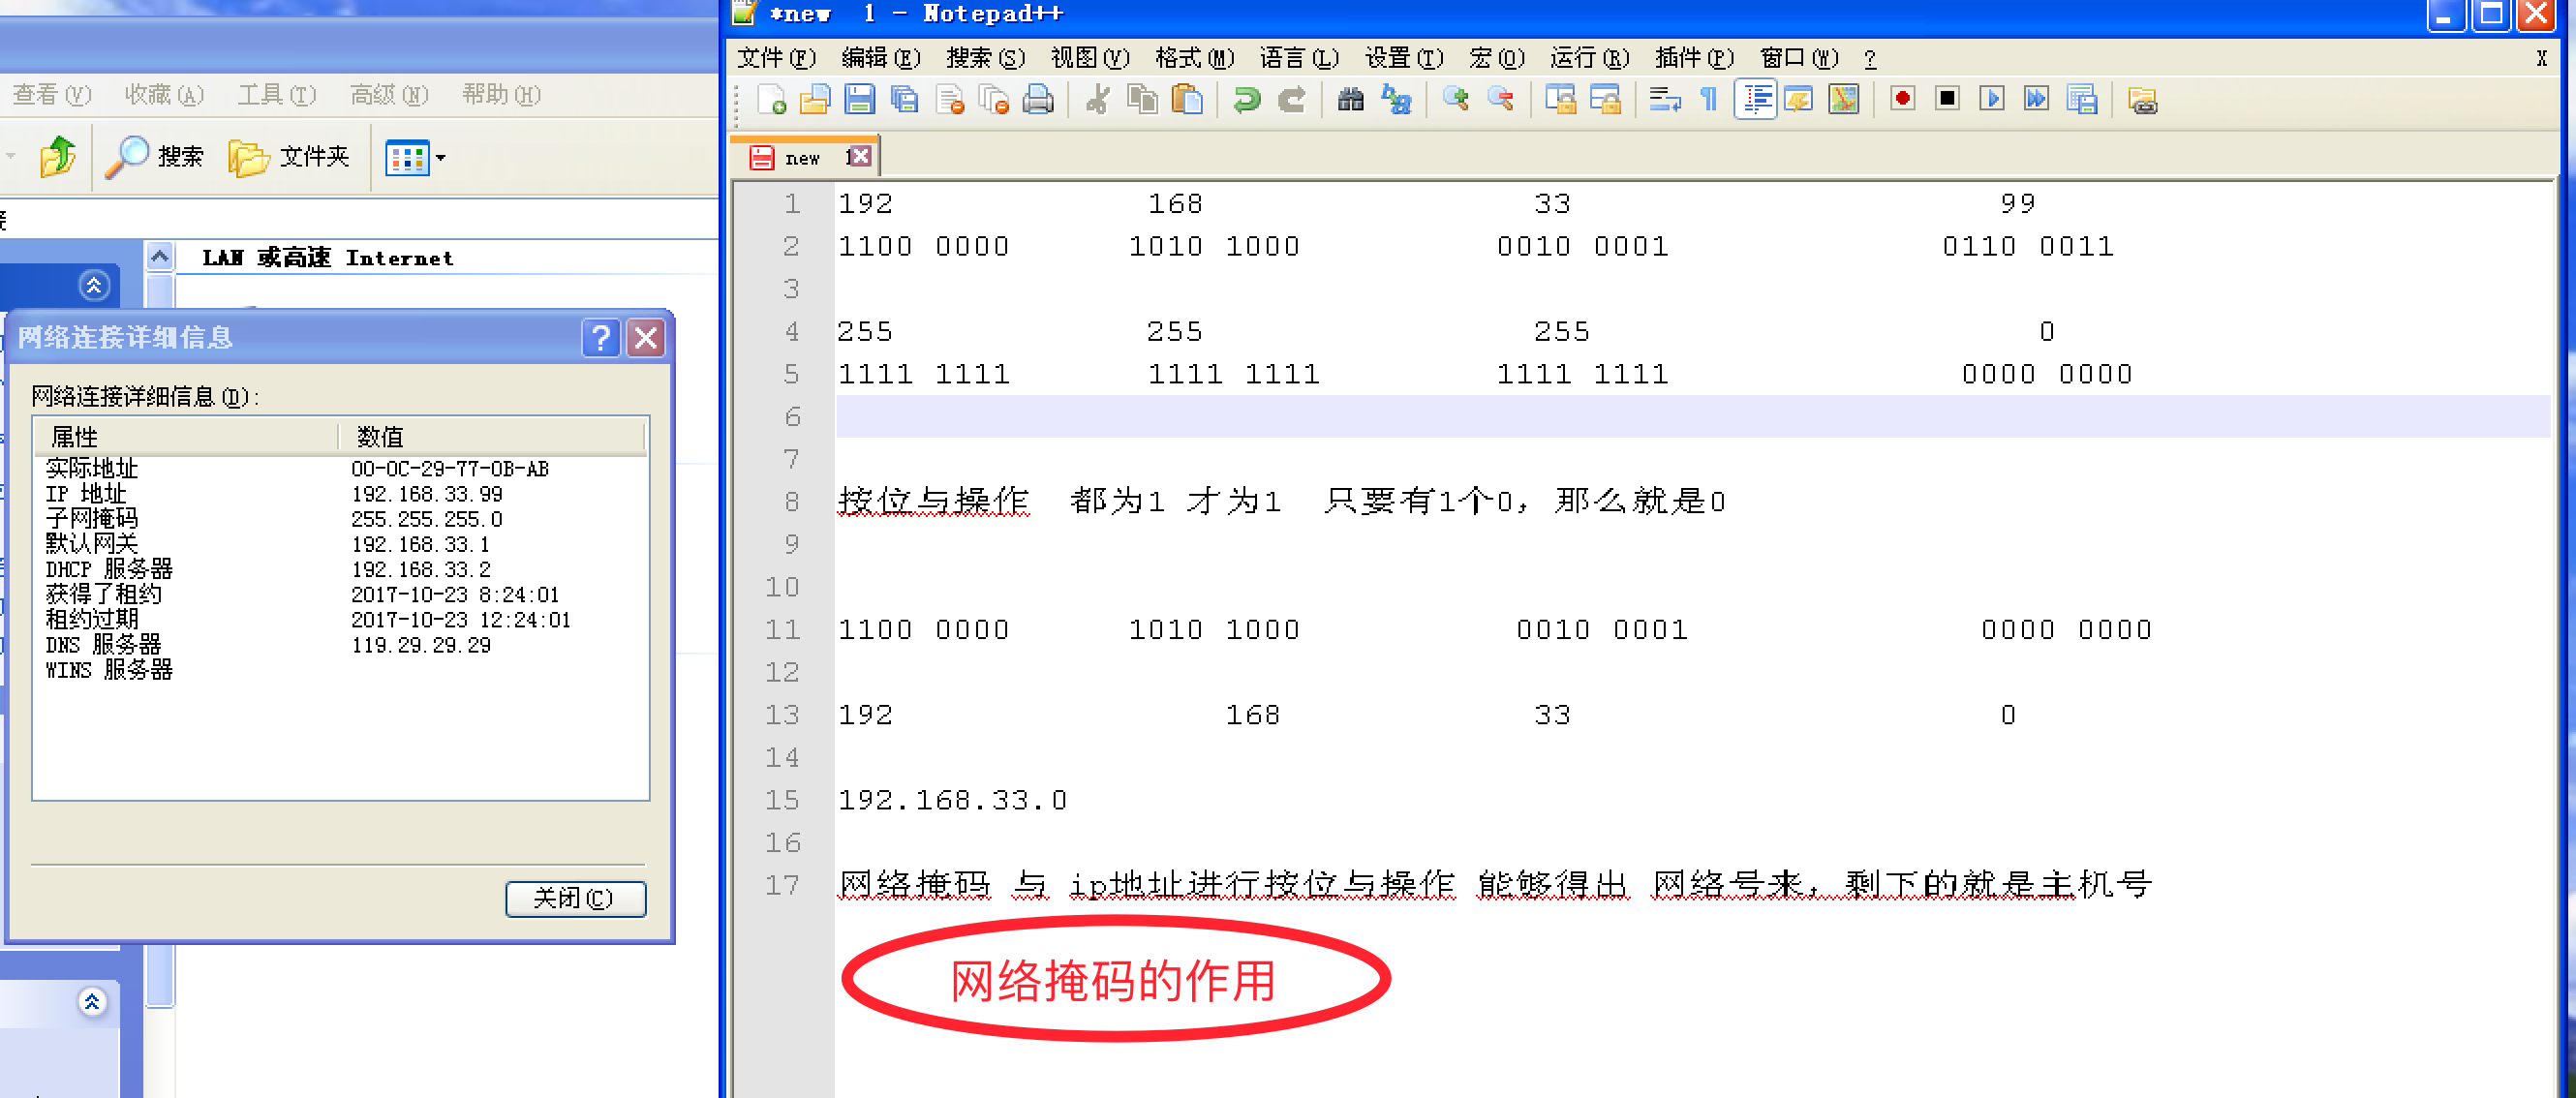 查看(V) 收藏(A) 工具(T) 高级(N) 帮助(H)
搜索 文件夹
LAN 或高速 Internet
网络连接详细信息
网络连接详细信息(D):
属性 数值
实际地址 00-0C-29-77-0B-AB
IP 地址 192.168.33.99
子网掩码 255.255.255.0
默认网关 192.168.33.1
DHCP 服务器 192.168.33.2
获得了租约 2017-10-23 8:24:01
租约过期 2017-10-23 12:24:01
DNS 服务器 119.29.29.29
WINS 服务器
关闭(C)
*new 1 - Notepad++
文件(F) 编辑(E) 搜索(S) 视图(V) 格式(M) 语言(L) 设置(T) 宏(O) 运行(R) 插件(P) 窗口(W) ? X
new 1
1 192 168 33 99
2 1100 0000 1010 1000 0010 0001 0110 0011
3
4 255 255 255 0
5 1111 1111 1111 1111 1111 1111 0000 0000
6
7
8 按位与操作 都为1 才为1 只要有1个0，那么就是0
9
10
11 1100 0000 1010 1000 0010 0001 0000 0000
12
13 192 168 33 0
14
15 192.168.33.0
16
17 网络掩码 与 ip地址进行按位与操作 能够得出 网络号来，剩下的就是主机号
网络掩码的作用